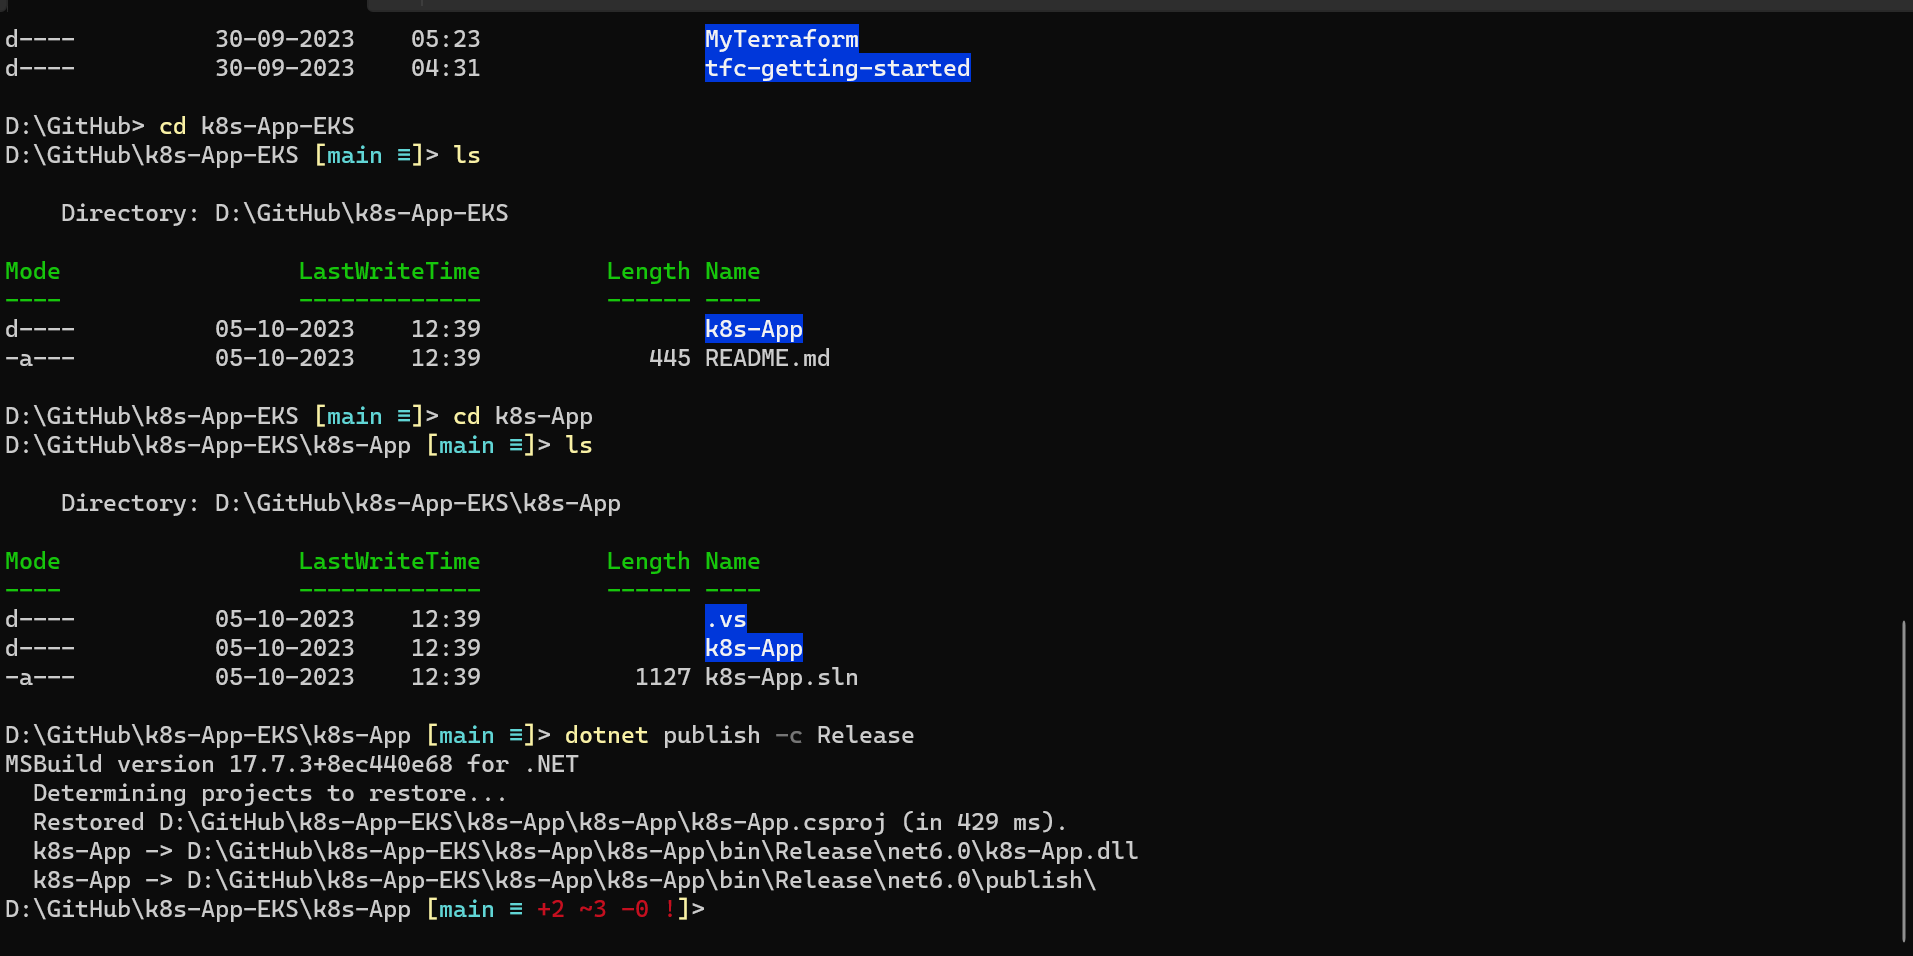 d----          30-09-2023    05:23                MyTerraform
d----          30-09-2023    04:31                tfc-getting-started
D:\GitHub> cd k8s-App-EKS
D:\GitHub\k8s-App-EKS [main ≡]> ls
    Directory: D:\GitHub\k8s-App-EKS
Mode                 LastWriteTime         Length Name
----                 -------------         ------ ----
d----          05-10-2023    12:39                k8s-App
-a---          05-10-2023    12:39            445 README.md
D:\GitHub\k8s-App-EKS [main ≡]> cd k8s-App
D:\GitHub\k8s-App-EKS\k8s-App [main ≡]> ls
    Directory: D:\GitHub\k8s-App-EKS\k8s-App
Mode                 LastWriteTime         Length Name
----                 -------------         ------ ----
d----          05-10-2023    12:39                .vs
d----          05-10-2023    12:39                k8s-App
-a---          05-10-2023    12:39           1127 k8s-App.sln
D:\GitHub\k8s-App-EKS\k8s-App [main ≡]> dotnet publish -c Release
MSBuild version 17.7.3+8ec440e68 for .NET
  Determining projects to restore...
  Restored D:\GitHub\k8s-App-EKS\k8s-App\k8s-App\k8s-App.csproj (in 429 ms).
  k8s-App -> D:\GitHub\k8s-App-EKS\k8s-App\k8s-App\bin\Release\net6.0\k8s-App.dll
  k8s-App -> D:\GitHub\k8s-App-EKS\k8s-App\k8s-App\bin\Release\net6.0\publish\
D:\GitHub\k8s-App-EKS\k8s-App [main ≡ +2 ~3 -0 !]>